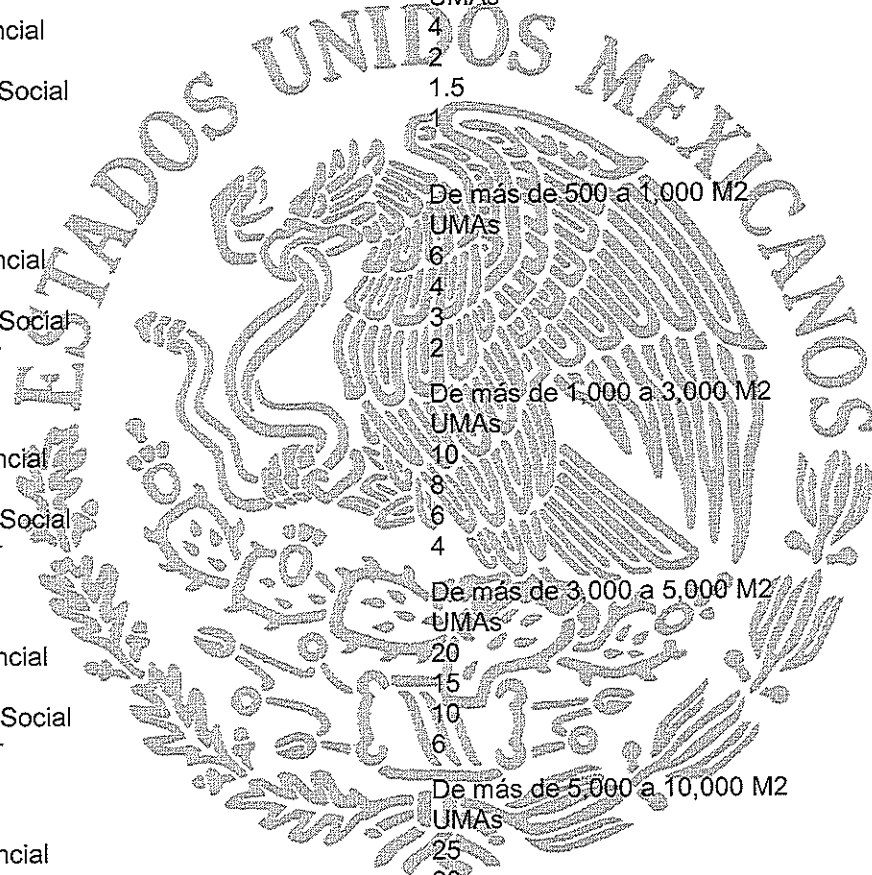 UMAs
ncial 4
2
Social 1.5
1
ESTADOS UNIDOS MEXICANOS
De más de 500 a 1,000 M2
UMAs
ncial 6
4
Social 3
2
De más de 1,000 a 3,000 M2
UMAs
ncial 10
8
Social 6
4
De más de 3,000 a 5,000 M2
UMAs
ncial 20
15
Social 10
6
De más de 5,000 a 10,000 M2
UMAs
ncial 25